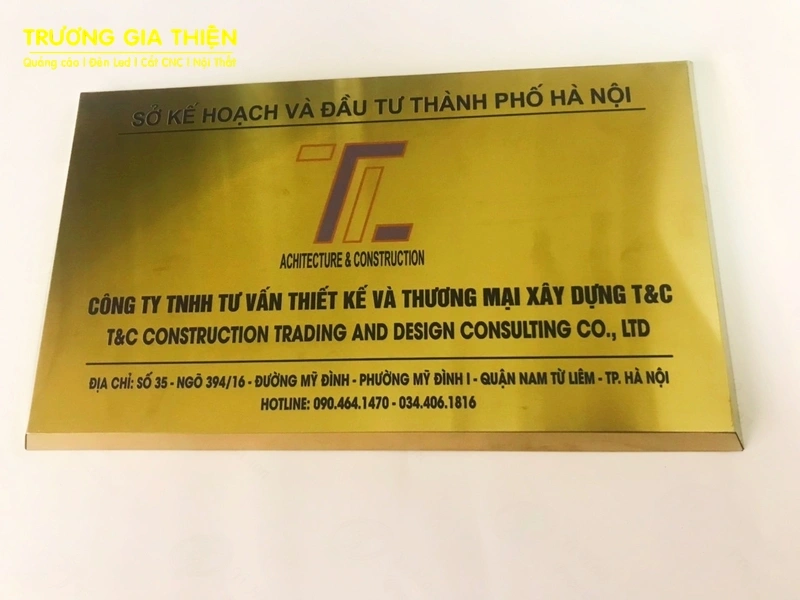 TRƯƠNG GIA THIỆN
Quảng cáo I Đèn Led I Cắt CNC I Nội Thất
SỞ KẾ HOẠCH VÀ ĐẦU TƯ THÀNH PHỐ HÀ NỘI
TC
ACHITECTURE & CONSTRUCTION
CÔNG TY TNHH TƯ VẤN THIẾT KẾ VÀ THƯƠNG MẠI XÂY DỰNG T&C
T&C CONSTRUCTION TRADING AND DESIGN CONSULTING CO., LTD
ĐỊA CHỈ: SỐ 35 - NGÕ 394/16 - ĐƯỜNG MỸ ĐÌNH - PHƯỜNG MỸ ĐÌNH I - QUẬN NAM TỪ LIÊM - TP. HÀ NỘI
HOTLINE: 090.464.1470 - 034.406.1816